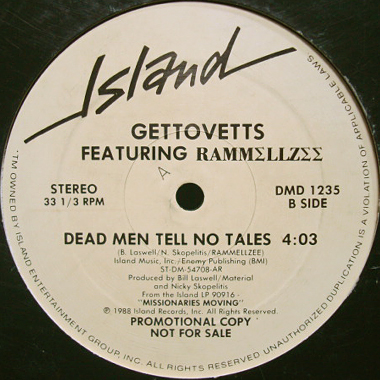 Island
GETTOVETTS
FEATURING RAMMΣLLZΣΣ
A
STEREO
33 1/3 RPM
DMD 1235
B SIDE
DEAD MEN TELL NO TALES 4:03
(B. Laswell/N. Skopelitis/RAMMELLZEE)
Island Music, Inc./Enemy Publishing (BMI)
ST-DM-54708-AR
Produced by Bill Laswell/Material
and Nicky Skopelitis
From the Island LP 90916 -
"MISSIONARIES MOVING"
℗ 1988 Island Records, Inc. All Rights Reserved.
PROMOTIONAL COPY
NOT FOR SALE
*TM OWNED BY ISLAND ENTERTAINMENT GROUP, INC. ALL RIGHTS RESERVED. UNAUTHORIZED DUPLICATION IS A VIOLATION OF APPLICABLE LAWS